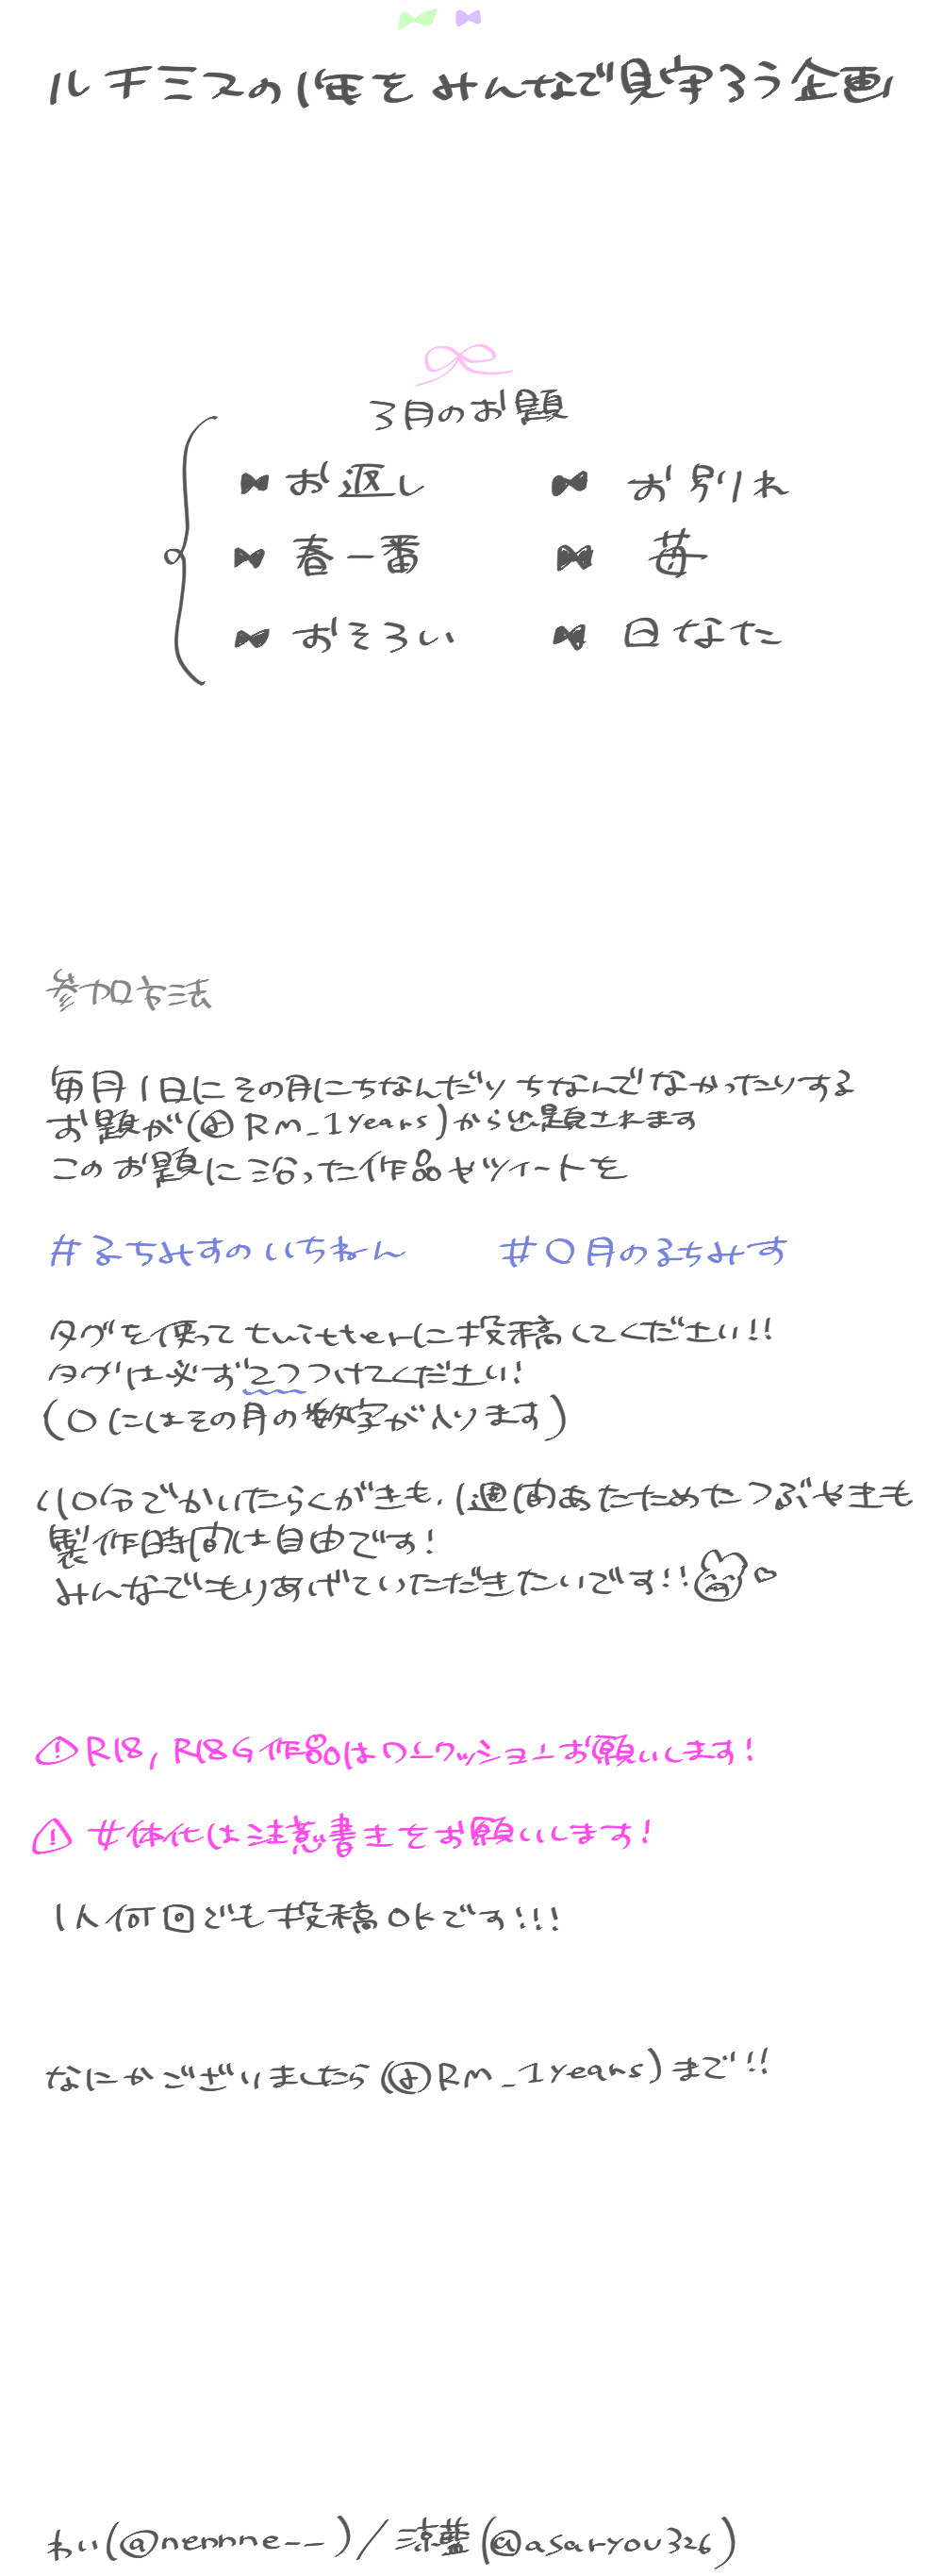 ルチミスの1年をみんなで見守ろう企画
3月のお題
お返し
お別れ
春一番
苺
おそろい
日なた
参加方法
毎月1日にその月にちなんだりちなんでなかったりする
お題が(@RM_1years)から出題されます
このお題に沿った作品やツイートを
#るちみすのいちねん #〇月のるちみす
タグを使ってtwitterに投稿してください!!
タグは必ず2つつけてください!
(〇にはその月の数字が入ります)
10分でかいたらくがきも、1週間あたためたつぶやきも
製作時間は自由です!
みんなでもりあげていただきたいです!!
! R18, R18G作品はワンクッションお願いします!
! 女体化は注意書きをお願いします!
1人何回でも投稿OKです!!!
なにかございましたら(@RM_1years)まで!!
れい(@nennne__)/涼藍(@asaryou326)